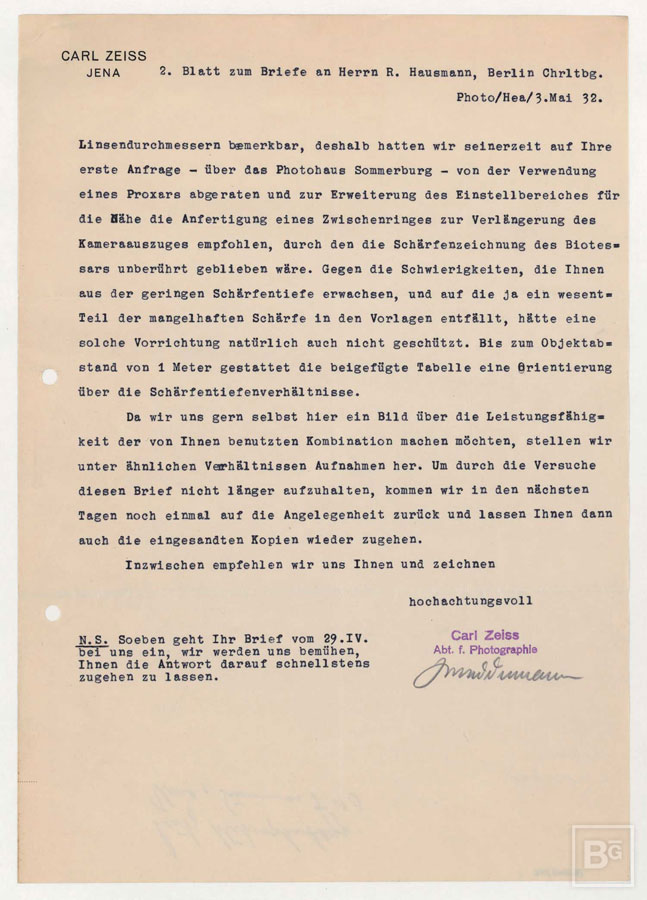 CARL ZEISS
JENA
2. Blatt zum Briefe an Herrn R. Hausmann, Berlin Chrltbg.
Photo/Hea/3.Mai 32.
Linsendurchmessern bemerkbar, deshalb hatten wir seinerzeit auf Ihre
erste Anfrage - über das Photohaus Sommerburg - von der Verwendung
eines Proxars abgeraten und zur Erweiterung des Einstellbereiches für
die Nähe die Anfertigung eines Zwischenringes zur Verlängerung des
Kameraauszuges empfohlen, durch den die Schärfenzeichnung des Biotes=
sars unberührt geblieben wäre. Gegen die Schwierigkeiten, die Ihnen
aus der geringen Schärfentiefe erwachsen, und auf die ja ein wesent=
Teil der mangelhaften Schärfe in den Vorlagen entfällt, hätte eine
solche Vorrichtung natürlich auch nicht geschützt. Bis zum Objektab=
stand von 1 Meter gestattet die beigefügte Tabelle eine Orientierung
über die Schärfentiefenverhältnisse.
Da wir uns gern selbst hier ein Bild über die Leistungsfähig=
keit der von Ihnen benutzten Kombination machen möchten, stellen wir
unter ähnlichen Verhältnissen Aufnahmen her. Um durch die Versuche
diesen Brief nicht länger aufzuhalten, kommen wir in den nächsten
Tagen noch einmal auf die Angelegenheit zurück und lassen Ihnen dann
auch die eingesandten Kopien wieder zugehen.
Inzwischen empfehlen wir uns Ihnen und zeichnen
hochachtungsvoll
Carl Zeiss
Abt. f. Photographie
N.S. Soeben geht Ihr Brief vom 29.IV.
bei uns ein, wir werden uns bemühen,
Ihnen die Antwort darauf schnellstens
zugehen zu lassen.
BG